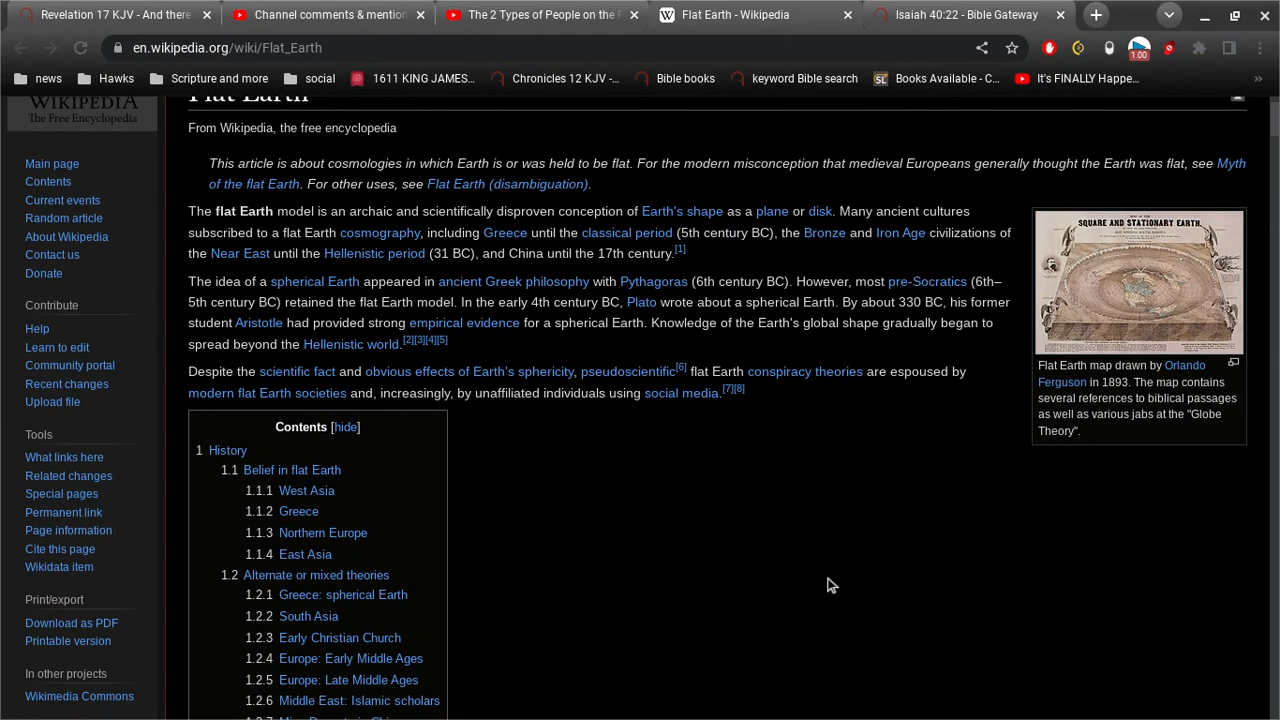 Revelation 17 KJV - And there
Channel comments & mention
The 2 Types of People on the
Flat Earth - Wikipedia
Isaiah 40:22 - Bible Gateway
en.wikipedia.org/wiki/Flat_Earth
1.00
news
Hawks
Scripture and more
social
1611 KING JAMES...
Chronicles 12 KJV -...
Bible books
keyword Bible search
SL
Books Available - C...
It's FINALLY Happe...
»
WIKIPEDIA
The Free Encyclopedia
Main page
Contents
Current events
Random article
About Wikipedia
Contact us
Donate
Contribute
Help
Learn to edit
Community portal
Recent changes
Upload file
Tools
What links here
Related changes
Special pages
Permanent link
Page information
Cite this page
Wikidata item
Print/export
Download as PDF
Printable version
In other projects
Wikimedia Commons
Flat Earth
From Wikipedia, the free encyclopedia
This article is about cosmologies in which Earth is or was held to be flat. For the modern misconception that medieval Europeans generally thought the Earth was flat, see Myth
of the flat Earth. For other uses, see Flat Earth (disambiguation).
The flat Earth model is an archaic and scientifically disproven conception of Earth's shape as a plane or disk. Many ancient cultures
subscribed to a flat Earth cosmography, including Greece until the classical period (5th century BC), the Bronze and Iron Age civilizations of
the Near East until the Hellenistic period (31 BC), and China until the 17th century.[1]
The idea of a spherical Earth appeared in ancient Greek philosophy with Pythagoras (6th century BC). However, most pre-Socratics (6th–
5th century BC) retained the flat Earth model. In the early 4th century BC, Plato wrote about a spherical Earth. By about 330 BC, his former
student Aristotle had provided strong empirical evidence for a spherical Earth. Knowledge of the Earth's global shape gradually began to
spread beyond the Hellenistic world.[2][3][4][5]
Despite the scientific fact and obvious effects of Earth's sphericity, pseudoscientific[6] flat Earth conspiracy theories are espoused by
modern flat Earth societies and, increasingly, by unaffiliated individuals using social media.[7][8]
Contents [hide]
1 History
1.1 Belief in flat Earth
1.1.1 West Asia
1.1.2 Greece
1.1.3 Northern Europe
1.1.4 East Asia
1.2 Alternate or mixed theories
1.2.1 Greece: spherical Earth
1.2.2 South Asia
1.2.3 Early Christian Church
1.2.4 Europe: Early Middle Ages
1.2.5 Europe: Late Middle Ages
1.2.6 Middle East: Islamic scholars
SQUARE AND STATIONARY EARTH.
Flat Earth map drawn by Orlando
Ferguson in 1893. The map contains
several references to biblical passages
as well as various jabs at the "Globe
Theory".